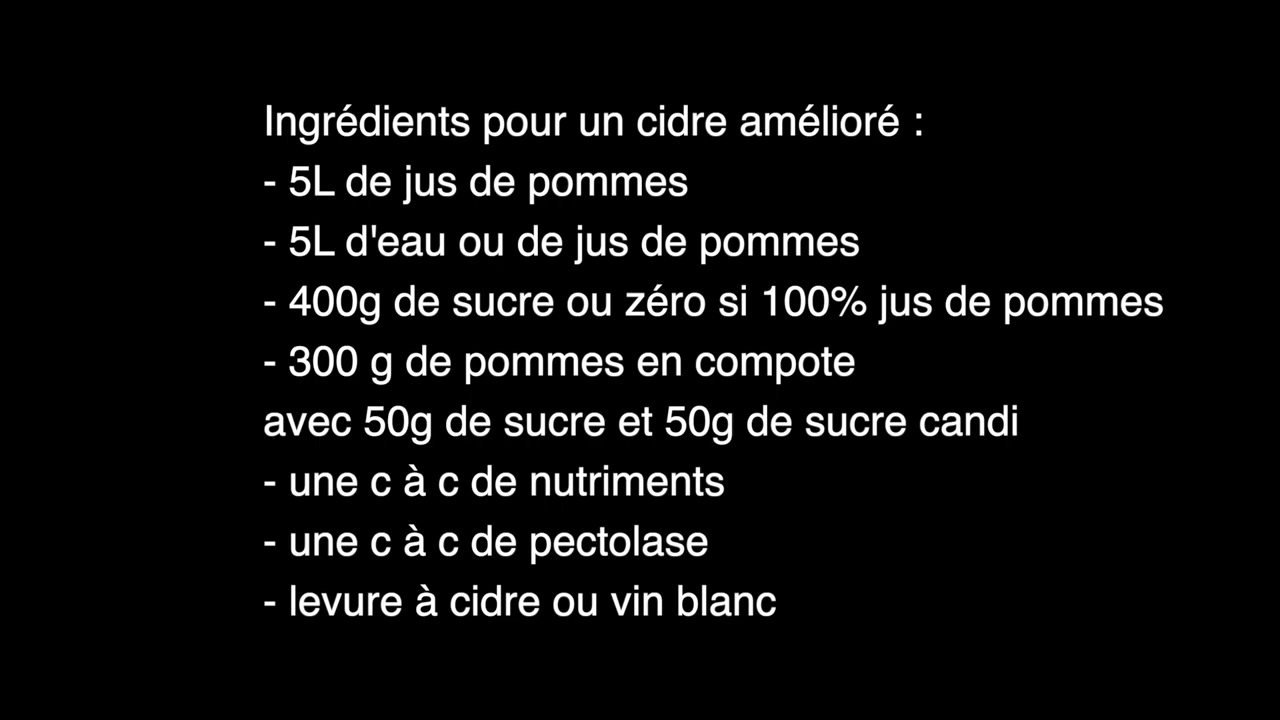 Ingrédients pour un cidre amélioré :
- 5L de jus de pommes
- 5L d'eau ou de jus de pommes
- 400g de sucre ou zéro si 100% jus de pommes
- 300 g de pommes en compote
avec 50g de sucre et 50g de sucre candi
- une c à c de nutriments
- une c à c de pectolase
- levure à cidre ou vin blanc